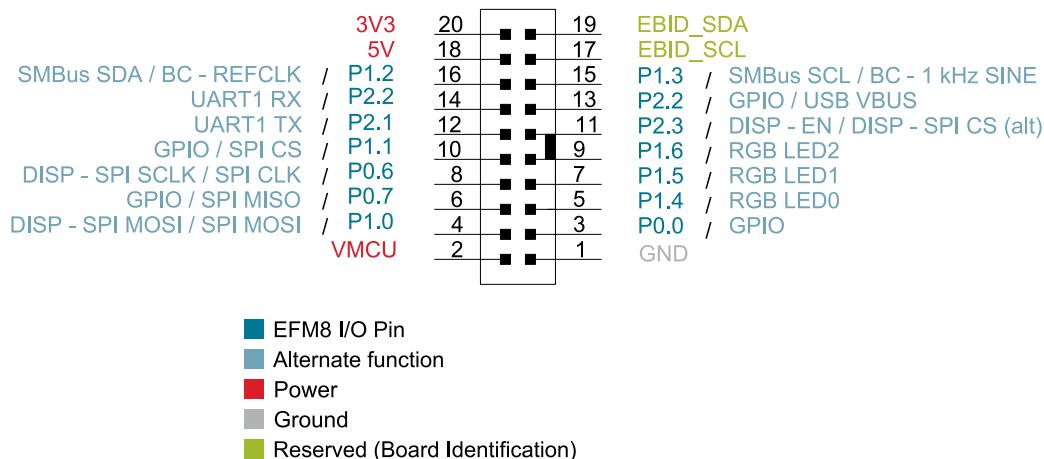 3V3 20 19 EBID_SDA
5V 18 17 EBID_SCL
SMBus SDA / BC - REFCLK / P1.2 16 15 P1.3 / SMBus SCL / BC - 1 kHz SINE
UART1 RX / P2.2 14 13 P2.2 / GPIO / USB VBUS
UART1 TX / P2.1 12 11 P2.3 / DISP - EN / DISP - SPI CS (alt)
GPIO / SPI CS / P1.1 10 9 P1.6 / RGB LED2
DISP - SPI SCLK / SPI CLK / P0.6 8 7 P1.5 / RGB LED1
GPIO / SPI MISO / P0.7 6 5 P1.4 / RGB LED0
DISP - SPI MOSI / SPI MOSI / P1.0 4 3 P0.0 / GPIO
VMCU 2 1 GND
EFM8 I/O Pin
Alternate function
Power
Ground
Reserved (Board Identification)